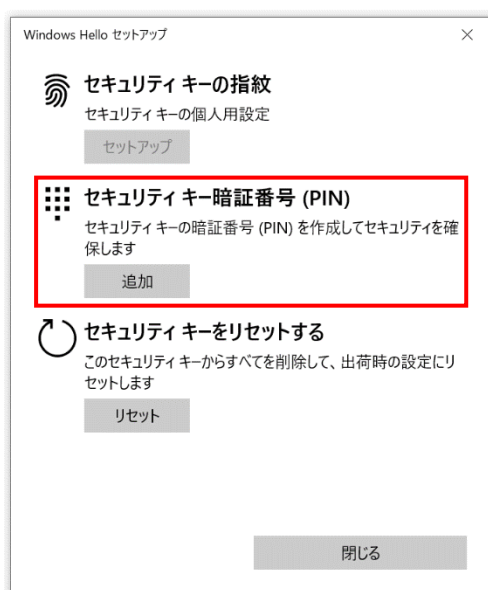 Windows Hello セットアップ
セキュリティ キーの指紋
セキュリティ キーの個人用設定
セットアップ
セキュリティ キー暗証番号 (PIN)
セキュリティ キーの暗証番号 (PIN) を作成してセキュリティを確
保します
追加
セキュリティ キーをリセットする
このセキュリティ キーからすべてを削除して、出荷時の設定にリ
セットします
リセット
閉じる